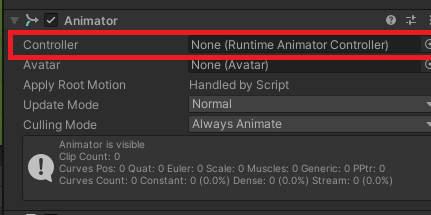 Animator
Controller None (Runtime Animator Controller)
Avatar None (Avatar)
Apply Root Motion Handled by Script
Update Mode Normal
Culling Mode Always Animate
Animator is visible
Clip Count: 0
Curves Pos: 0 Quat: 0 Euler: 0 Scale: 0 Muscles: 0 Generic: 0 PPtr: 0
Curves Count: 0 Constant: 0 (0.0%) Dense: 0 (0.0%) Stream: 0 (0.0%)